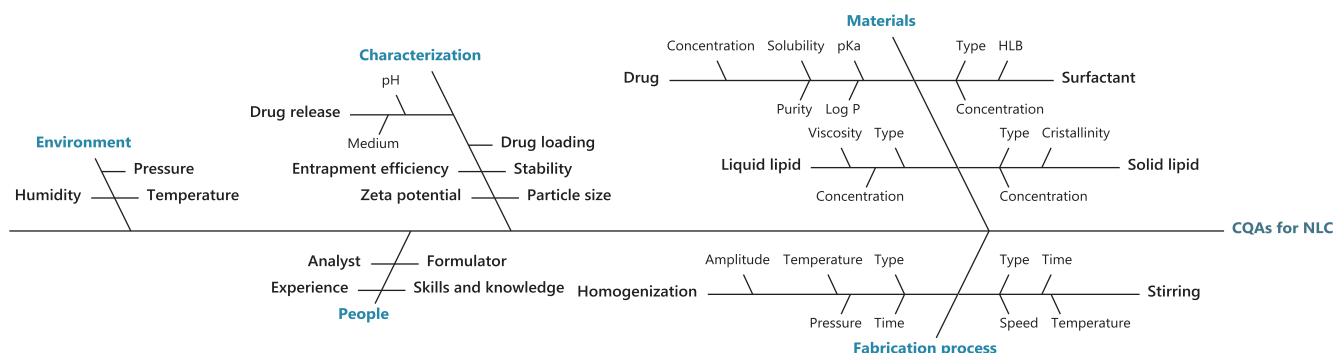 Materials
Concentration
Solubility
pKa
Type
HLB
Drug
Surfactant
Purity
Log P
Concentration
Characterization
pH
Drug release
Medium
Drug loading
Entrapment efficiency
Stability
Zeta potential
Particle size
Viscosity
Type
Type
Cristallinity
Liquid lipid
Solid lipid
Concentration
Concentration
Environment
Pressure
Humidity
Temperature
CQAs for NLC
Analyst
Formulator
Experience
Skills and knowledge
People
Amplitude
Temperature
Type
Type
Time
Homogenization
Stirring
Pressure
Time
Speed
Temperature
Fabrication process